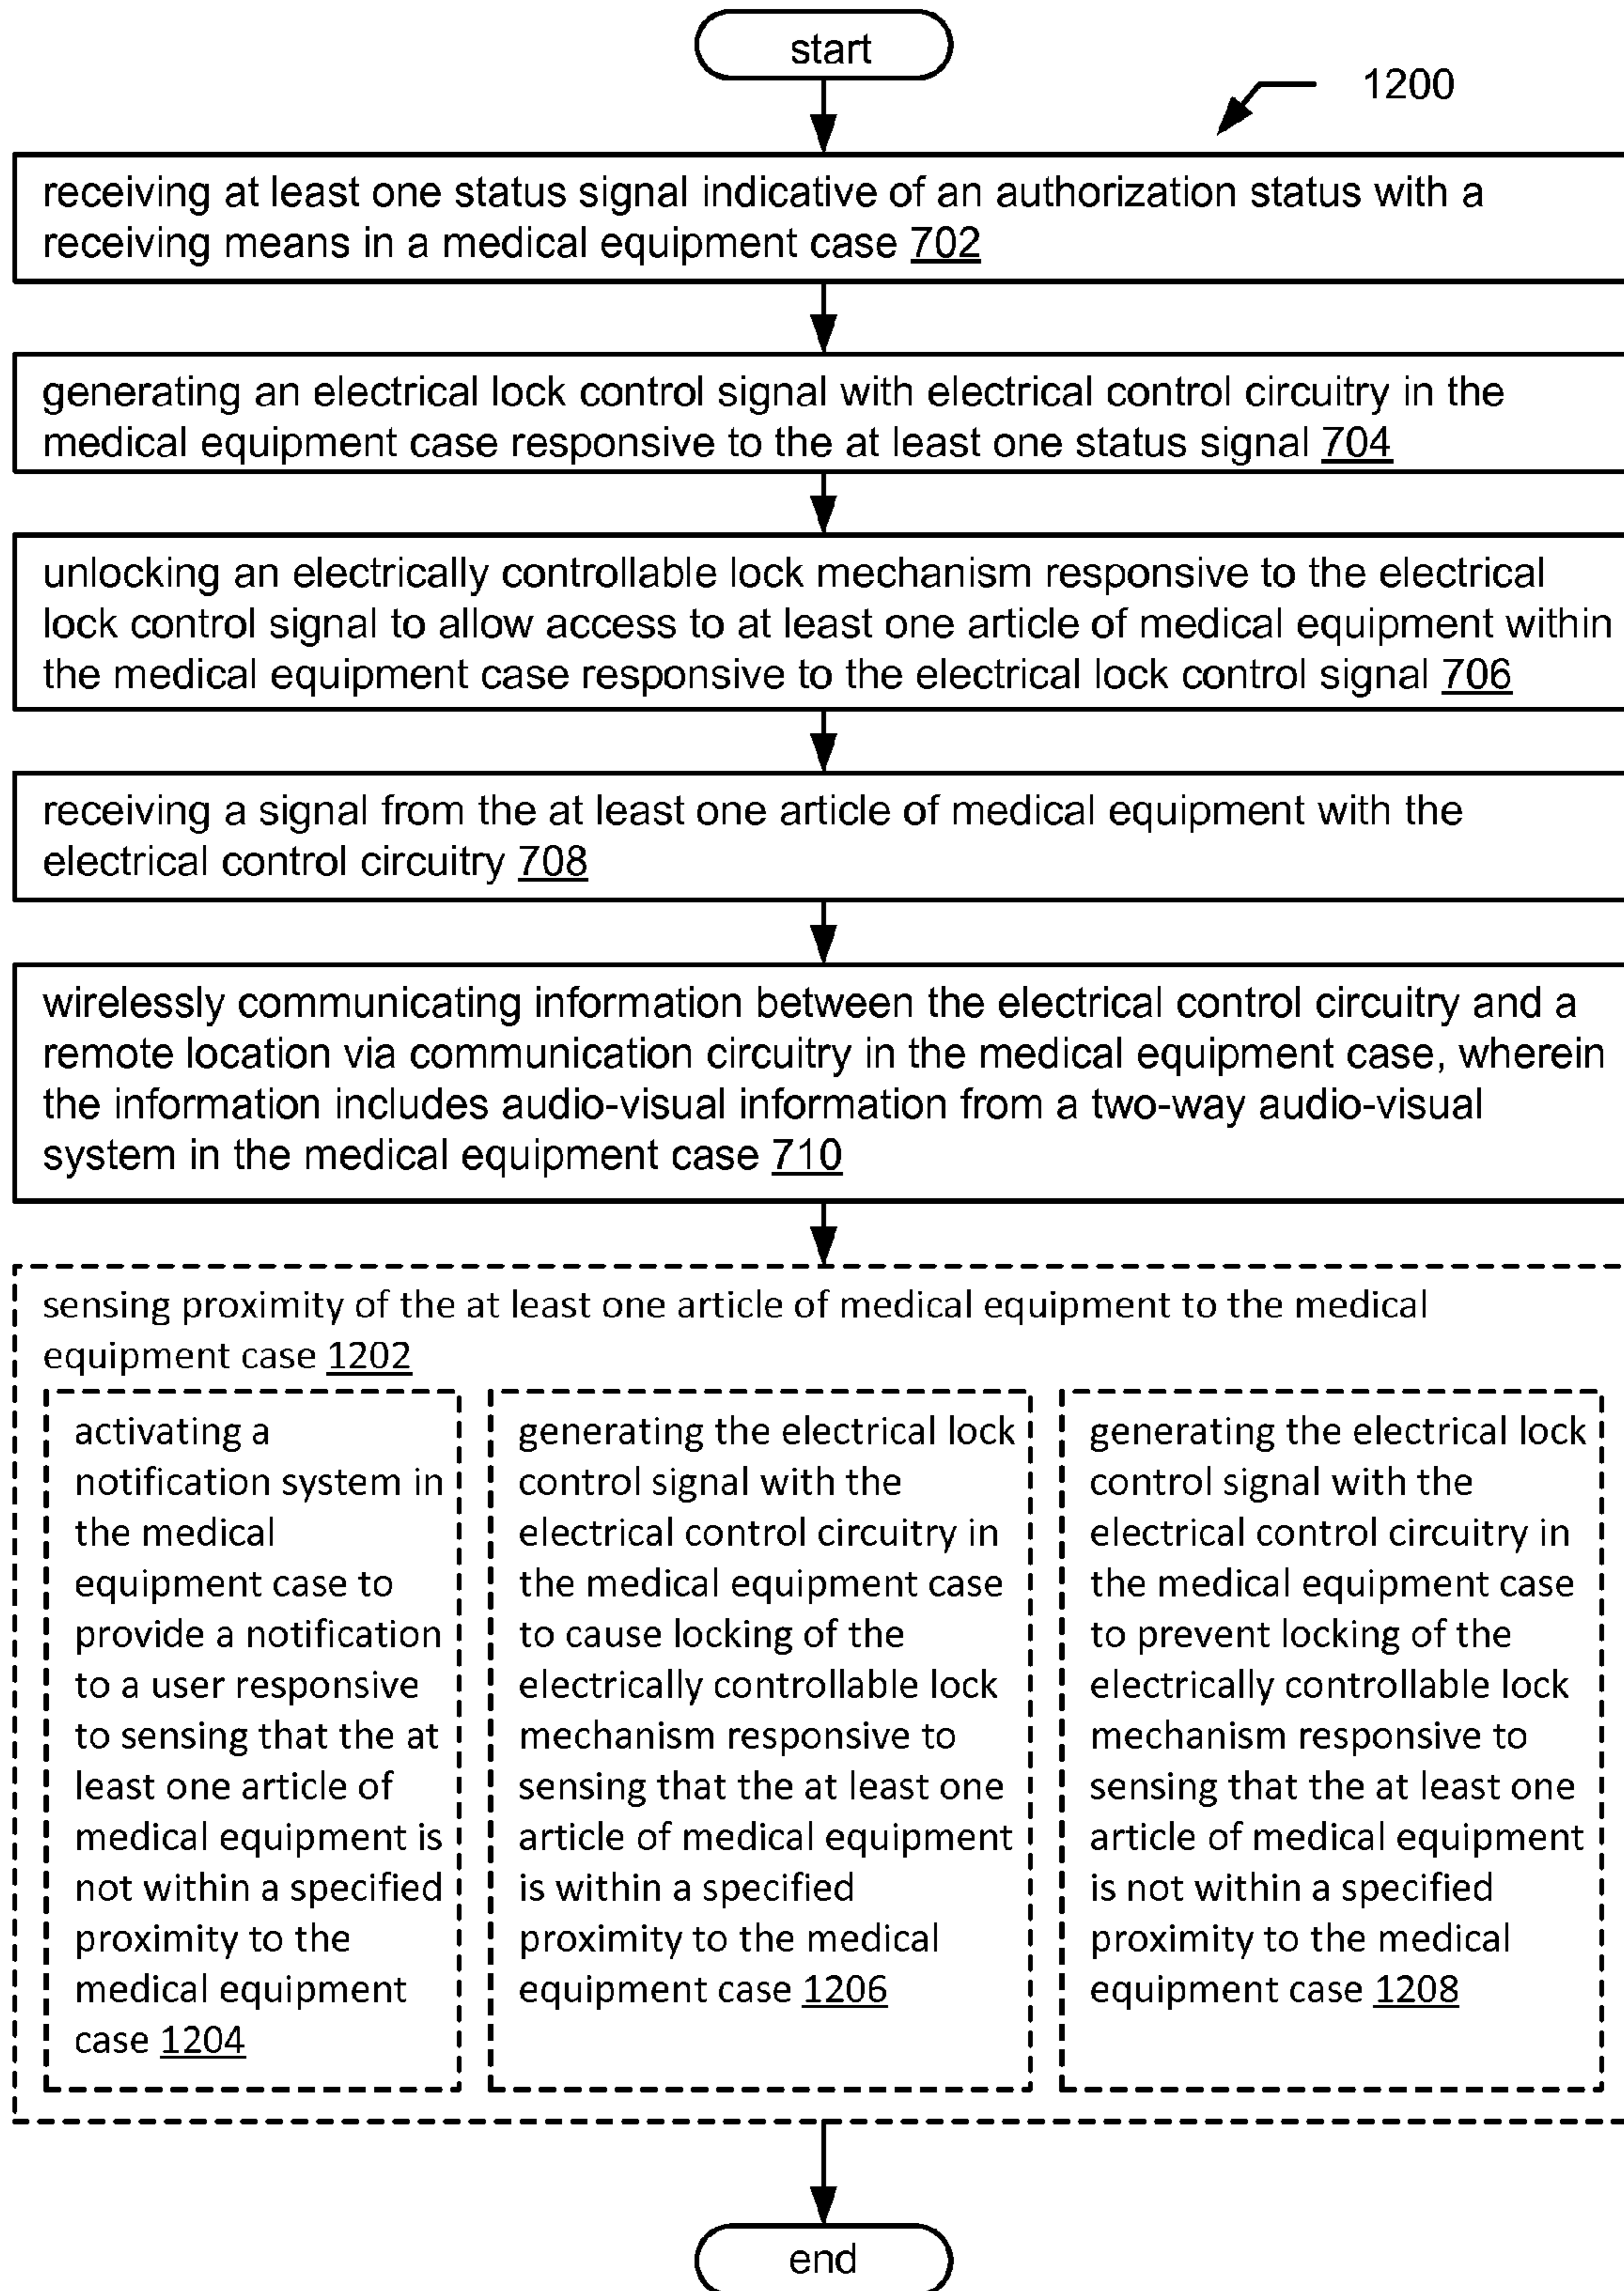 start
1200
receiving at least one status signal indicative of an authorization status with a
receiving means in a medical equipment case 702
generating an electrical lock control signal with electrical control circuitry in the
medical equipment case responsive to the at least one status signal 704
unlocking an electrically controllable lock mechanism responsive to the electrical
lock control signal to allow access to at least one article of medical equipment within
the medical equipment case responsive to the electrical lock control signal 706
receiving a signal from the at least one article of medical equipment with the
electrical control circuitry 708
wirelessly communicating information between the electrical control circuitry and a
remote location via communication circuitry in the medical equipment case, wherein
the information includes audio-visual information from a two-way audio-visual
system in the medical equipment case 710
sensing proximity of the at least one article of medical equipment to the medical
equipment case 1202
activating a
notification system in
the medical
equipment case to
provide a notification
to a user responsive
to sensing that the at
least one article of
medical equipment is
not within a specified
proximity to the
medical equipment
case 1204
generating the electrical lock
control signal with the
electrical control circuitry in
the medical equipment case
to cause locking of the
electrically controllable lock
mechanism responsive to
sensing that the at least one
article of medical equipment
is within a specified
proximity to the medical
equipment case 1206
generating the electrical lock
control signal with the
electrical control circuitry in
the medical equipment case
to prevent locking of the
electrically controllable lock
mechanism responsive to
sensing that the at least one
article of medical equipment
is not within a specified
proximity to the medical
equipment case 1208
end